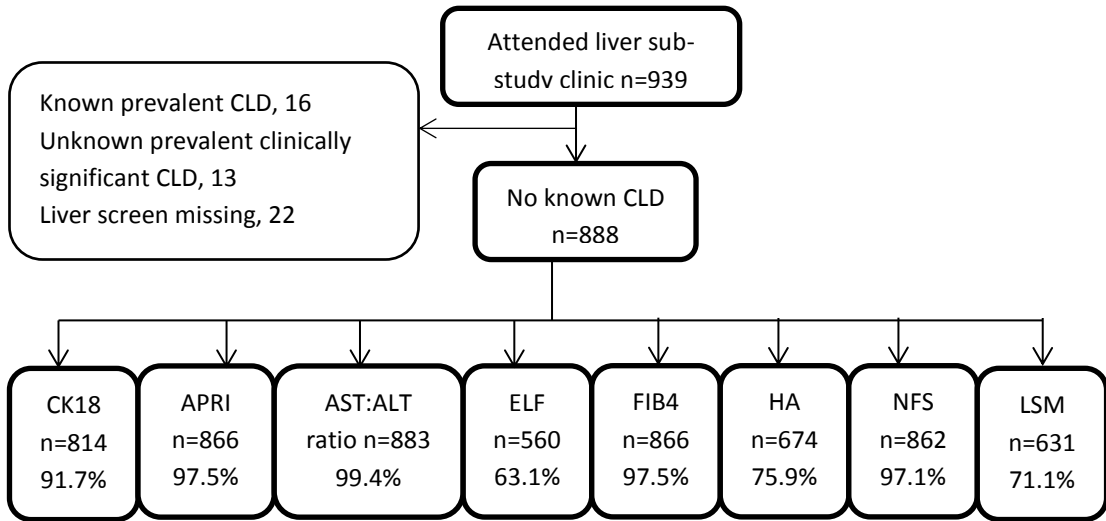 Attended liver sub-
study clinic n=939
Known prevalent CLD, 16
Unknown prevalent clinically
significant CLD, 13
Liver screen missing, 22
No known CLD
n=888
CK18
n=814
91.7%
APRI
n=866
97.5%
AST:ALT
ratio n=883
99.4%
ELF
n=560
63.1%
FIB4
n=866
97.5%
HA
n=674
75.9%
NFS
n=862
97.1%
LSM
n=631
71.1%